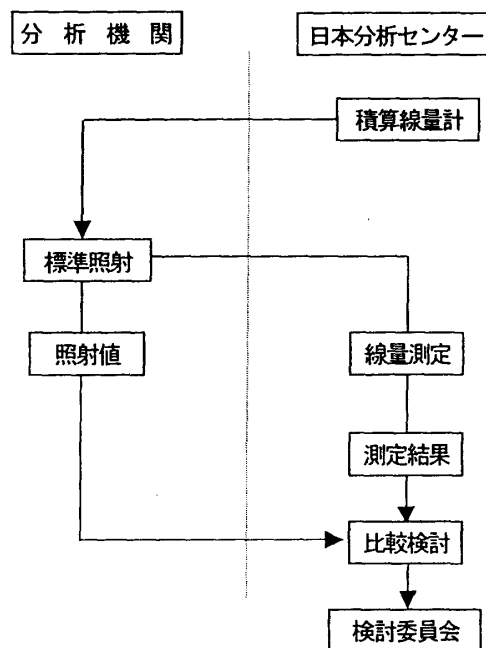 分析機関
日本分析センター
積算線量計
標準照射
照射値
線量測定
測定結果
比較検討
検討委員会